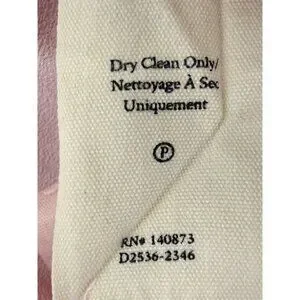 Dry Clean Only/
Nettoyage À Sec
Uniquement
P
RN# 140873
D2536-2346